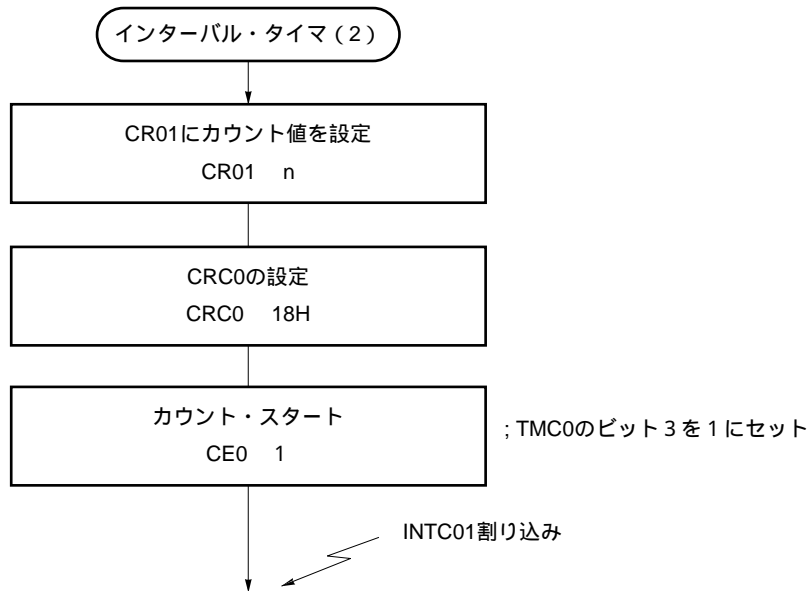 インターバル・タイマ（2）
CR01にカウント値を設定
CR01 n
CRC0の設定
CRC0 18H
カウント・スタート
CE0 1
；TMC0のビット3を1にセット
INTC01割り込み